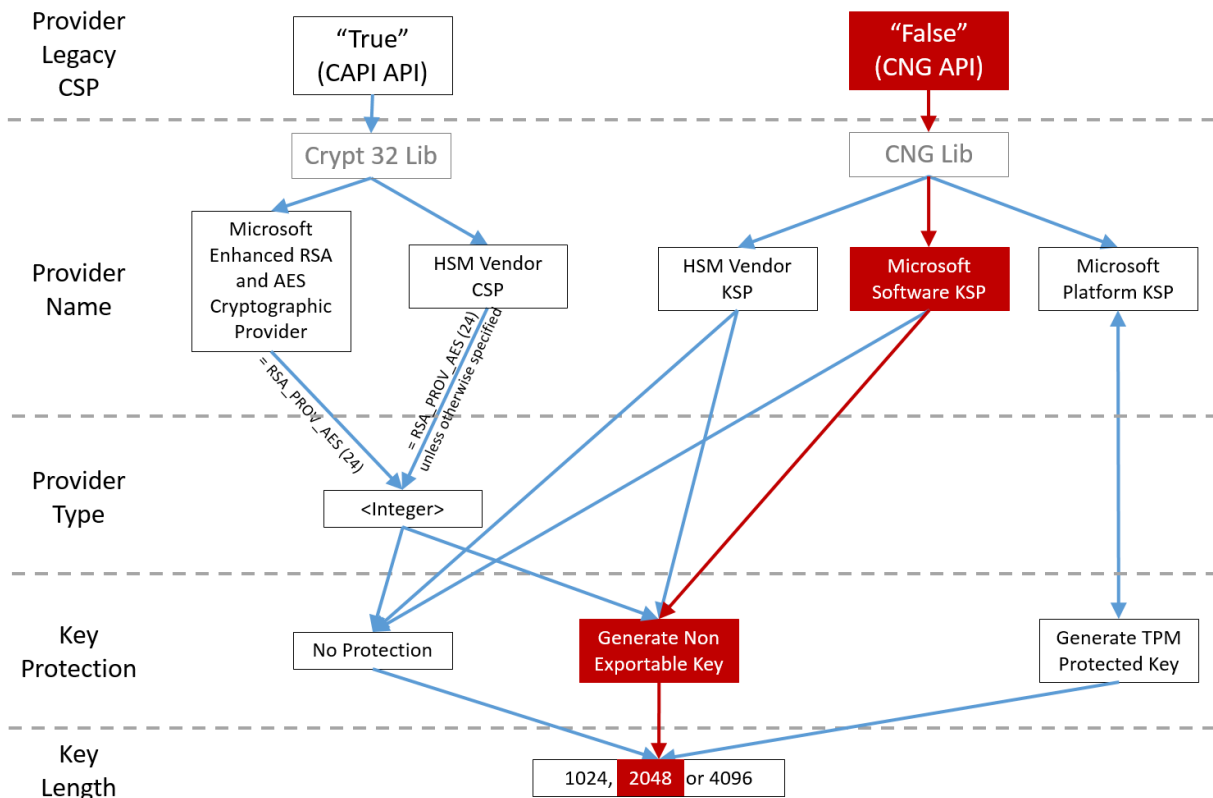 Provider
Legacy
CSP
“True”
(CAPI API)
“False”
(CNG API)
Crypt 32 Lib
CNG Lib
Provider
Name
Microsoft
Enhanced RSA
and AES
Cryptographic
Provider
HSM Vendor
CSP
HSM Vendor
KSP
Microsoft
Software KSP
Microsoft
Platform KSP
= RSA_PROV_AES (24)
= RSA_PROV_AES (24)
unless otherwise specified
Provider
Type
<Integer>
Key
Protection
No Protection
Generate Non
Exportable Key
Generate TPM
Protected Key
Key
Length
1024, 2048 or 4096